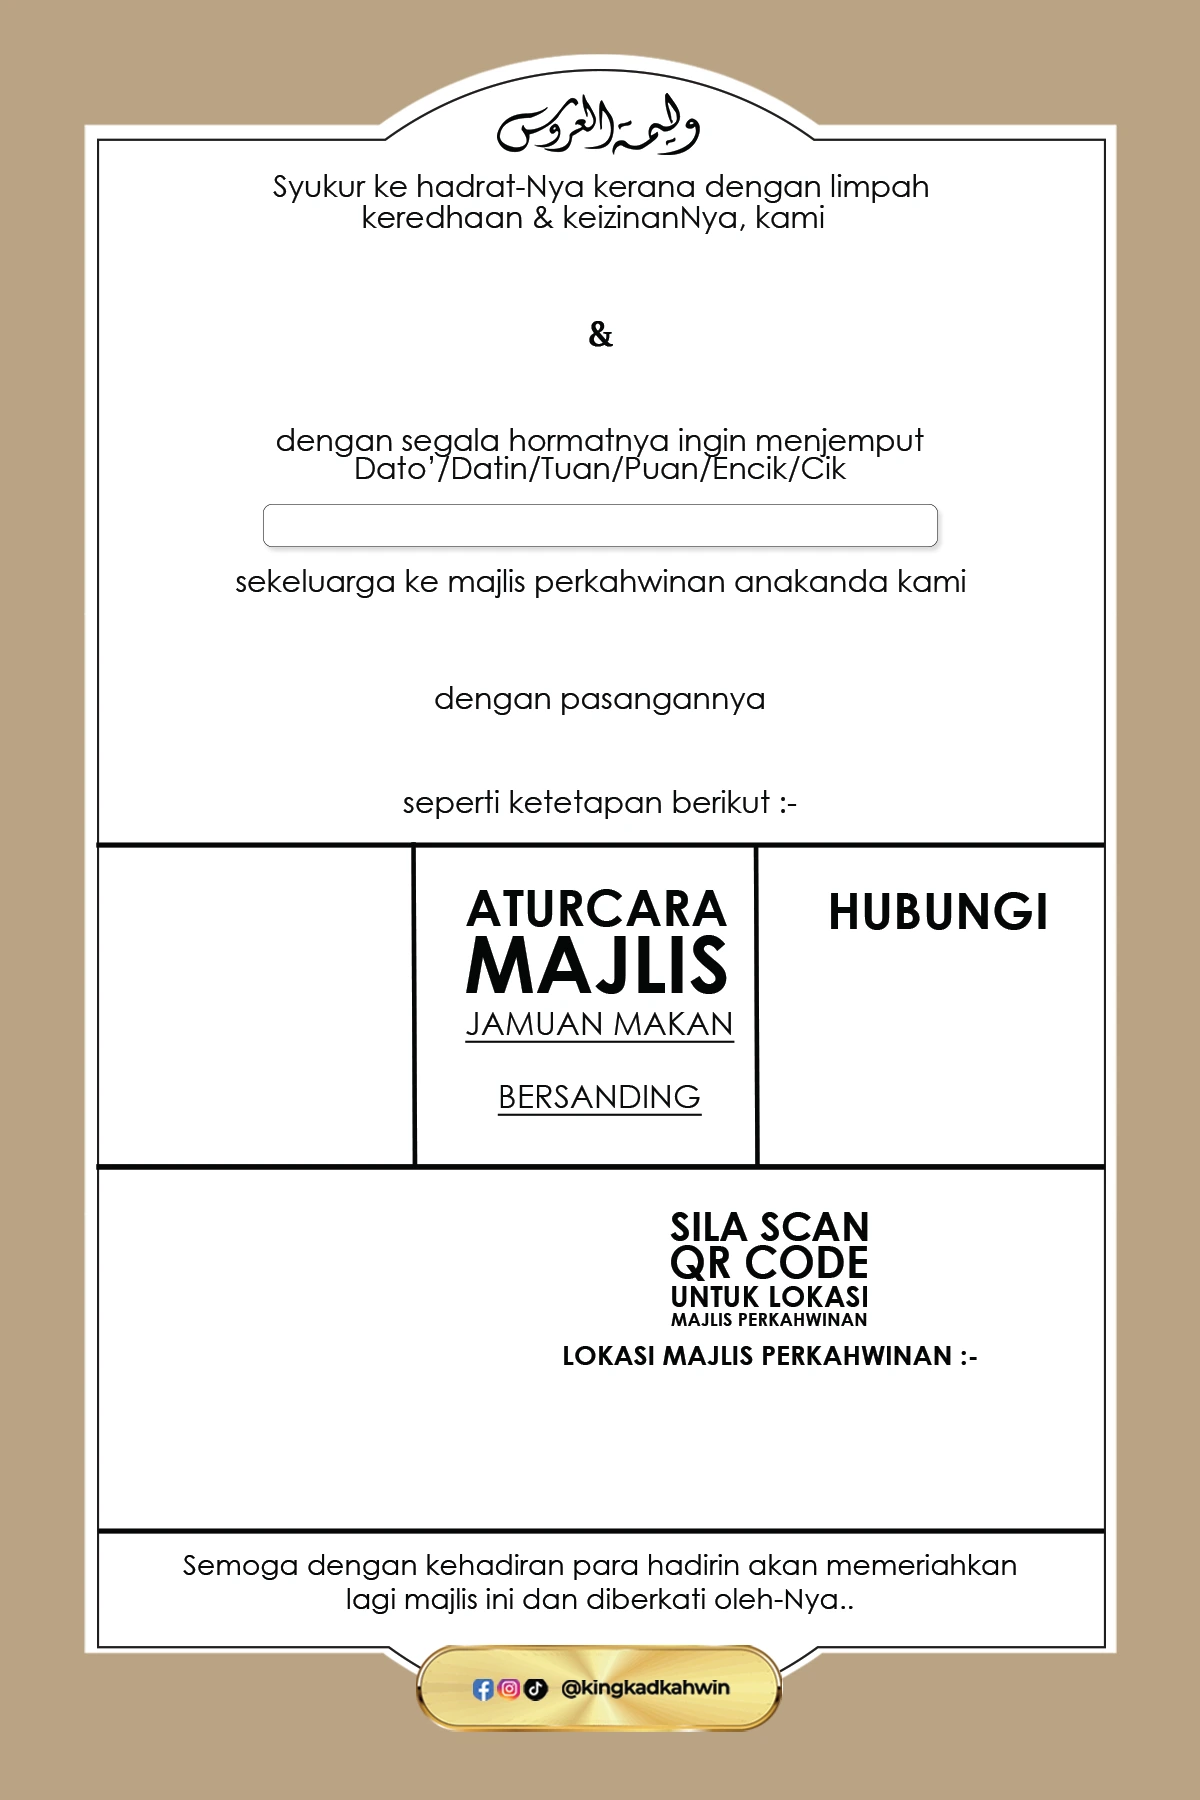 وليمة العروس
Syukur ke hadrat-Nya kerana dengan limpah
keredhaan & keizinanNya, kami
&
dengan segala hormatnya ingin menjemput
Dato’/Datin/Tuan/Puan/Encik/Cik
sekeluarga ke majlis perkahwinan anakanda kami
dengan pasangannya
seperti ketetapan berikut :-
ATURCARA
MAJLIS
JAMUAN MAKAN
BERSANDING
HUBUNGI
SILA SCAN
QR CODE
UNTUK LOKASI
MAJLIS PERKAHWINAN
LOKASI MAJLIS PERKAHWINAN :-
Semoga dengan kehadiran para hadirin akan memeriahkan
lagi majlis ini dan diberkati oleh-Nya..
@kingkadkahwin